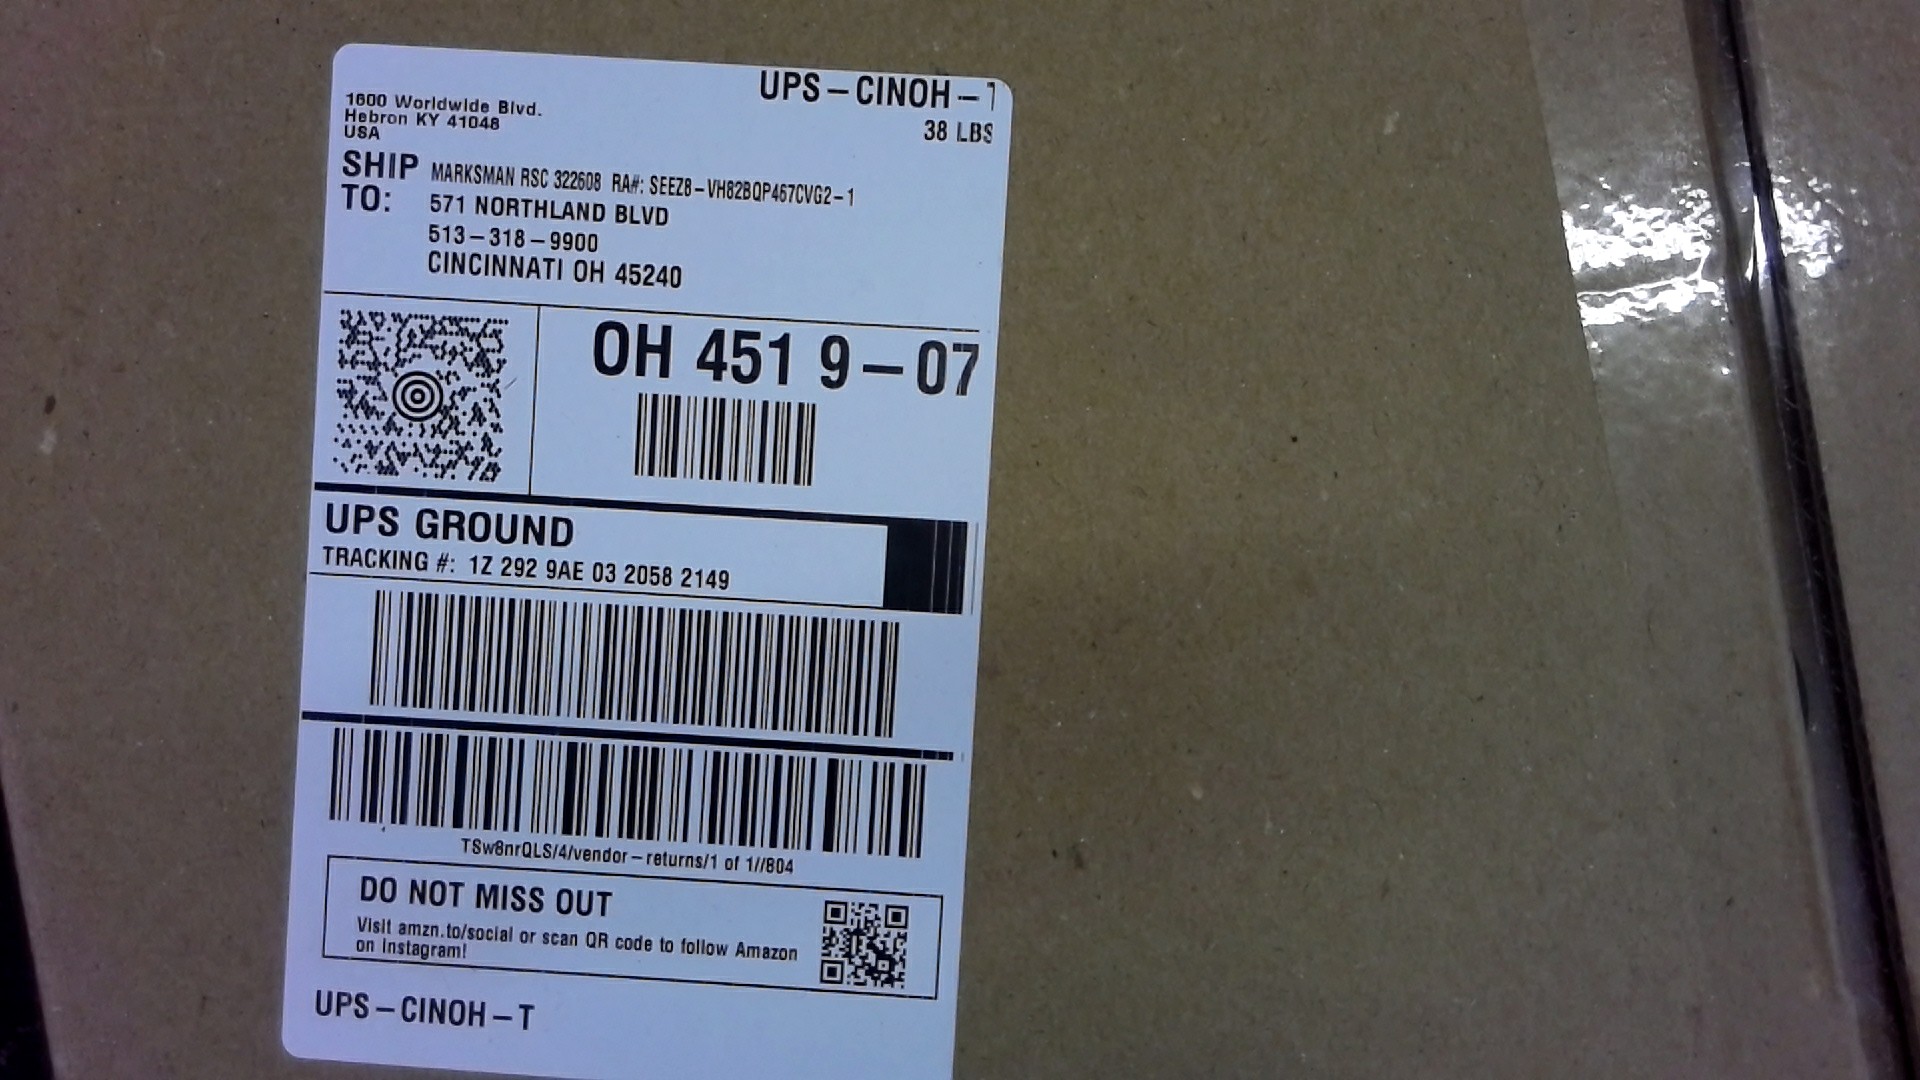 UPS-CINOH-T
38 LBS
1600 Worldwide Blvd.
Hebron KY 41048
USA
SHIP TO:
MARKSMAN RSC 322608 RA#: SEEZ8-VH82BQP467CVG2-1
571 NORTHLAND BLVD
513-318-9900
CINCINNATI OH 45240
OH 451 9-07
UPS GROUND
TRACKING #: 1Z 292 9AE 03 2058 2149
TSw8nrQLS/4/vendor-returns/1 of 1//804
DO NOT MISS OUT
Visit amzn.to/social or scan QR code to follow Amazon
on Instagram!
UPS-CINOH-T